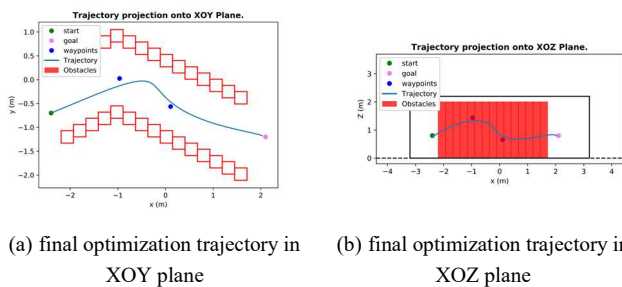 Trajectory projection onto XOY Plane.
start
goal
waypoints
Trajectory
Obstacles
1.0
0.5
0.0
−0.5
−1.0
−1.5
−2.0
y (m)
−2
−1
0
1
2
x (m)
Trajectory projection onto XOZ Plane.
start
goal
waypoints
Trajectory
Obstacles
3
2
1
0
Z (m)
−4
−3
−2
−1
0
1
2
3
4
x (m)
(a) final optimization trajectory in
XOY plane
(b) final optimization trajectory in
XOZ plane